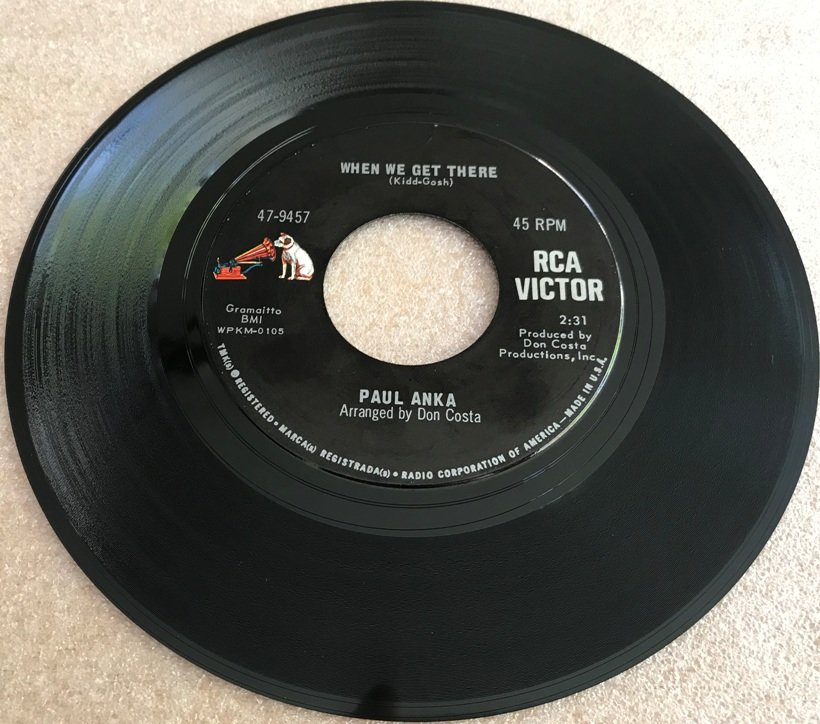 WHEN WE GET THERE
(Kidd-Gosh)
47-9457
45 RPM
RCA
VICTOR
Gramaitto
BMI
WPKM-0105
2:31
Produced by
Don Costa
Productions, Inc.
PAUL ANKA
Arranged by Don Costa
TMK(s) ® REGISTERED • MARCA(s) REGISTRADA(s) • RADIO CORPORATION OF AMERICA—MADE IN U.S.A.